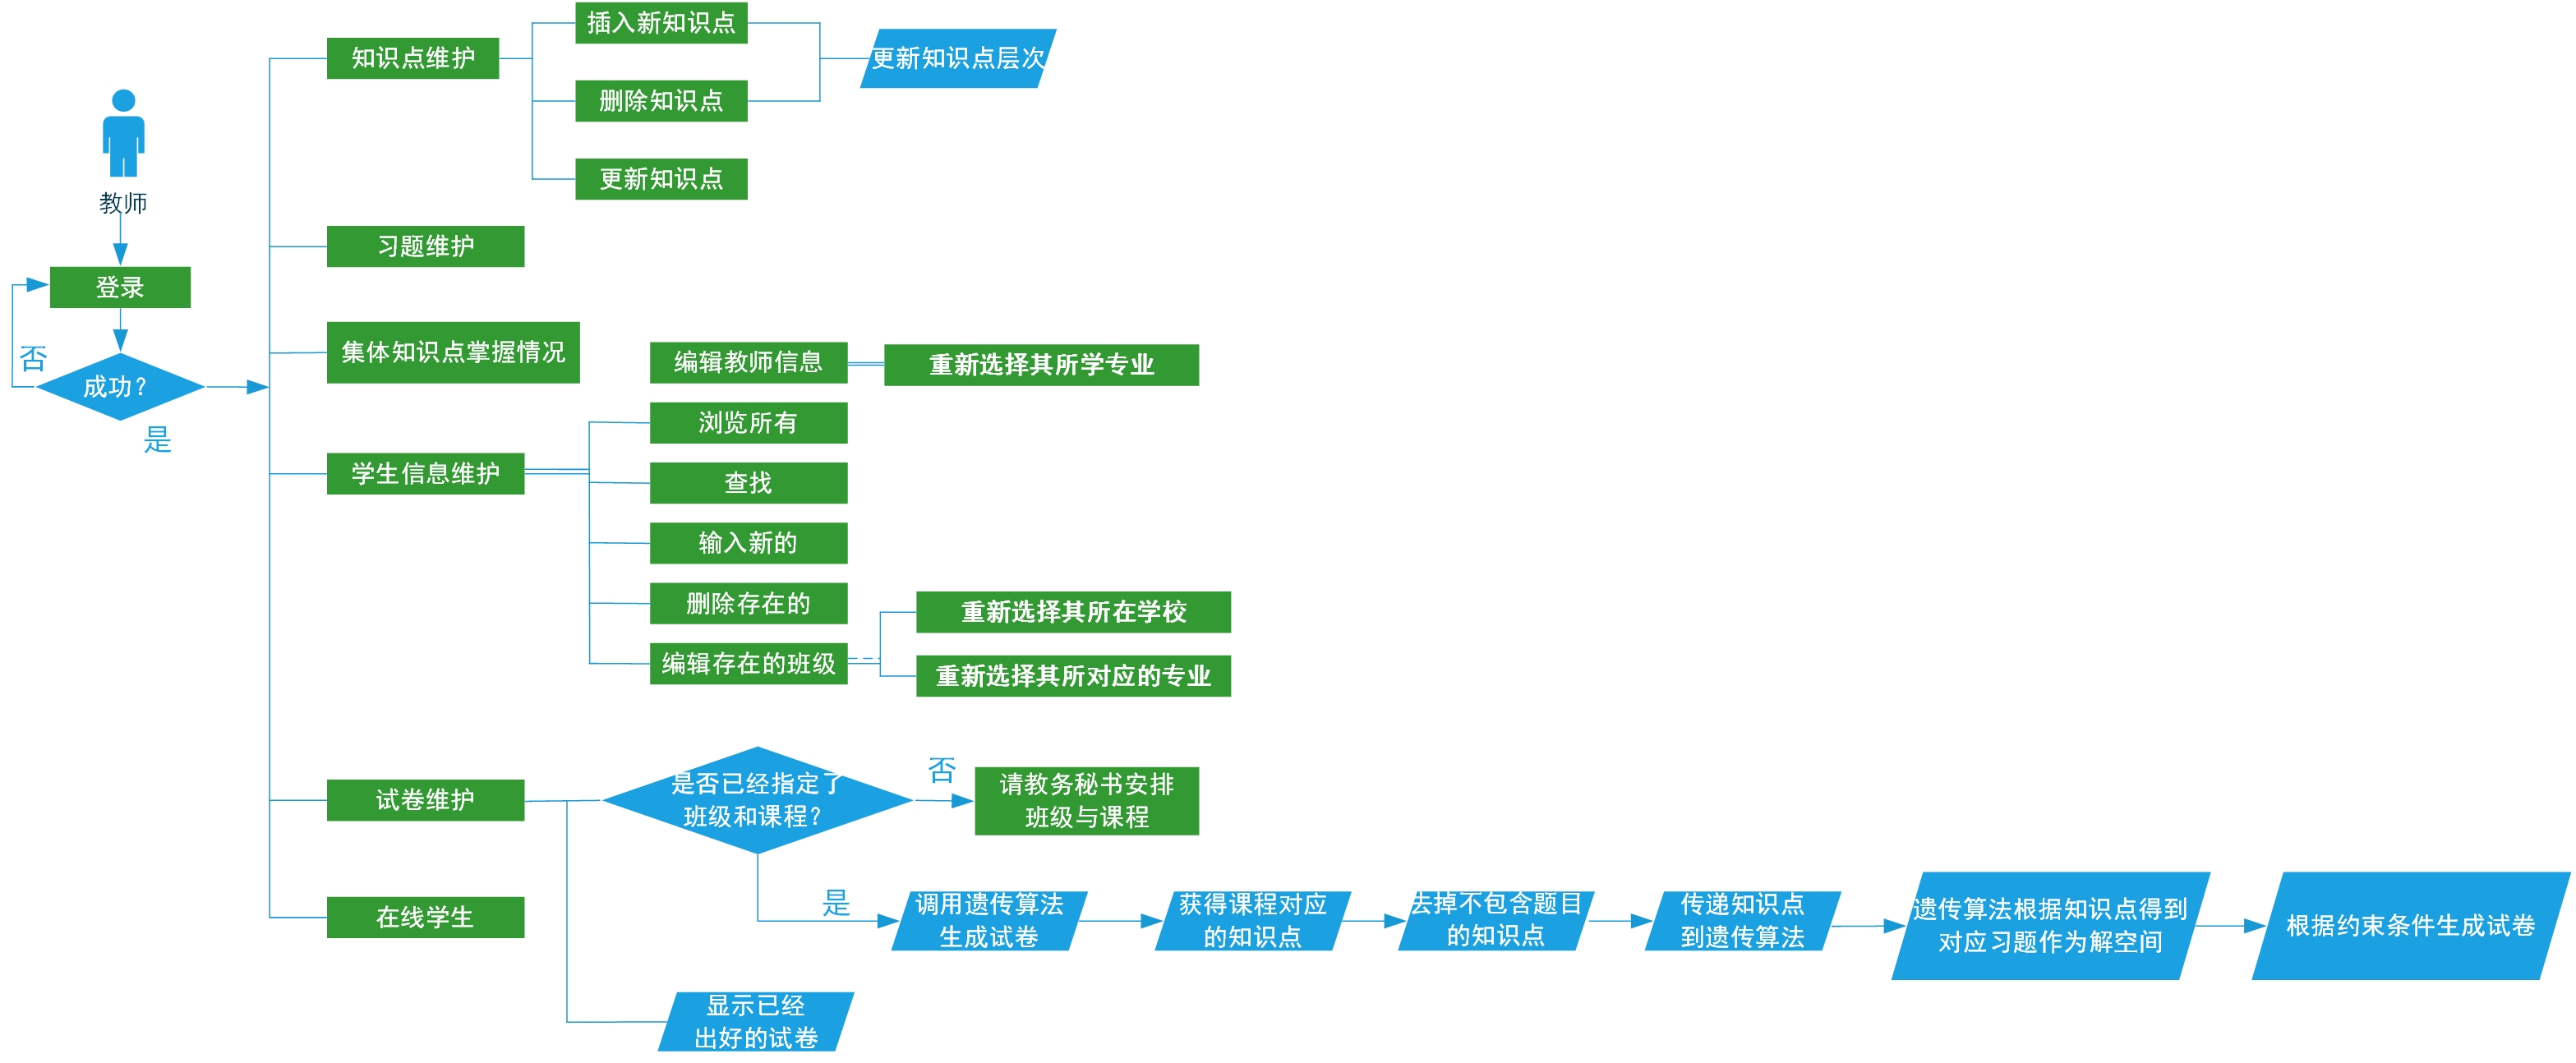 教师
登录
否
成功？
是
知识点维护
插入新知识点
删除知识点
更新知识点
更新知识点层次
习题维护
集体知识点掌握情况
编辑教师信息
重新选择其所学专业
学生信息维护
浏览所有
查找
输入新的
删除存在的
编辑存在的班级
重新选择其所在学校
重新选择其所对应的专业
试卷维护
是否已经指定了
班级和课程？
否
请教务秘书安排
班级与课程
是
调用遗传算法
生成试卷
获得课程对应
的知识点
去掉不包含题目
的知识点
传递知识点
到遗传算法
遗传算法根据知识点得到
对应习题作为解空间
根据约束条件生成试卷
显示已经
出好的试卷
在线学生